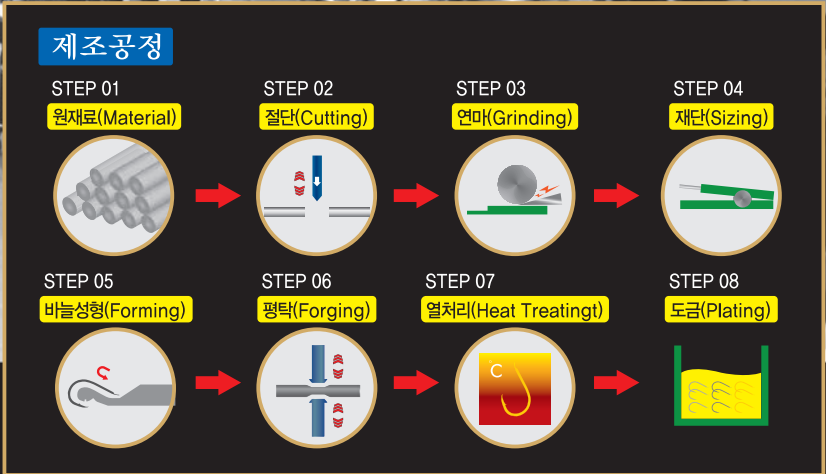 제조공정
STEP 01
원재료(Material)
STEP 02
절단(Cutting)
STEP 03
연마(Grinding)
STEP 04
재단(Sizing)
STEP 05
바늘성형(Forming)
STEP 06
평탁(Forging)
STEP 07
열처리(Heat Treatingt)
C
STEP 08
도금(Plating)